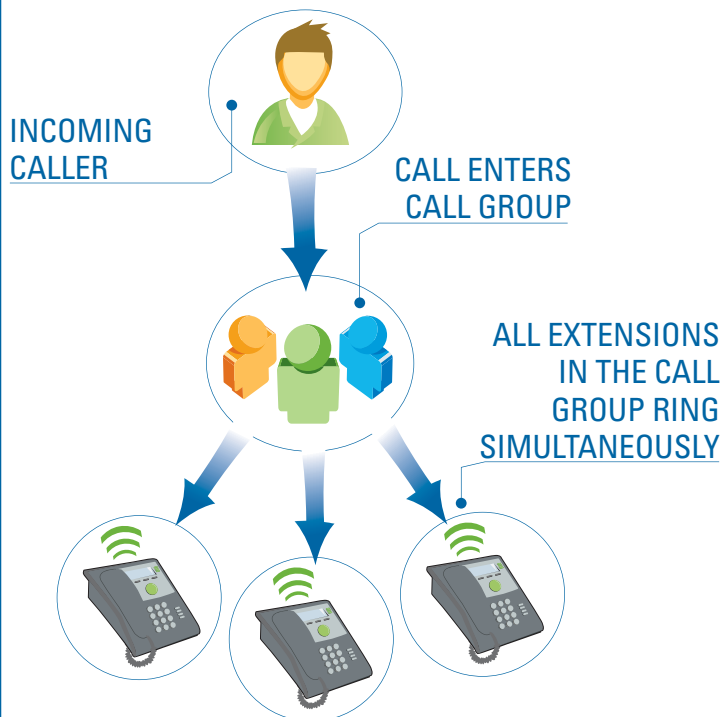 INCOMING
CALLER
CALL ENTERS
CALL GROUP
ALL EXTENSIONS
IN THE CALL
GROUP RING
SIMULTANEOUSLY